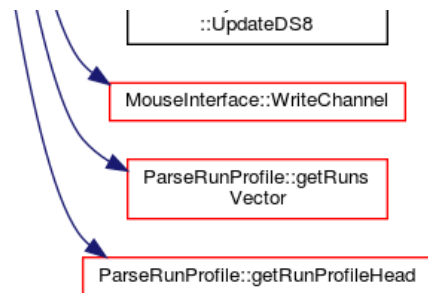 ::UpdateDS8
MouseInterface::WriteChannel
ParseRunProfile::getRuns
Vector
ParseRunProfile::getRunProfileHead